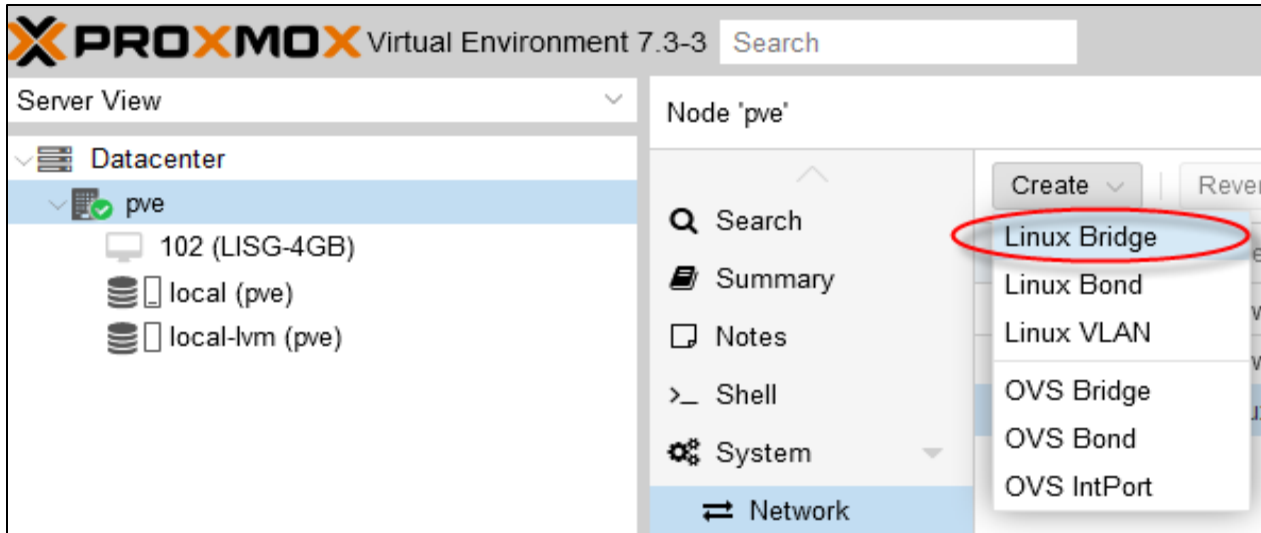 PROXMOX Virtual Environment 7.3-3 Search
Server View
Node 'pve'
Datacenter
pve
102 (LISG-4GB)
local (pve)
local-lvm (pve)
Search
Summary
Notes
>_ Shell
System
Network
Create
Linux Bridge
Linux Bond
Linux VLAN
OVS Bridge
OVS Bond
OVS IntPort